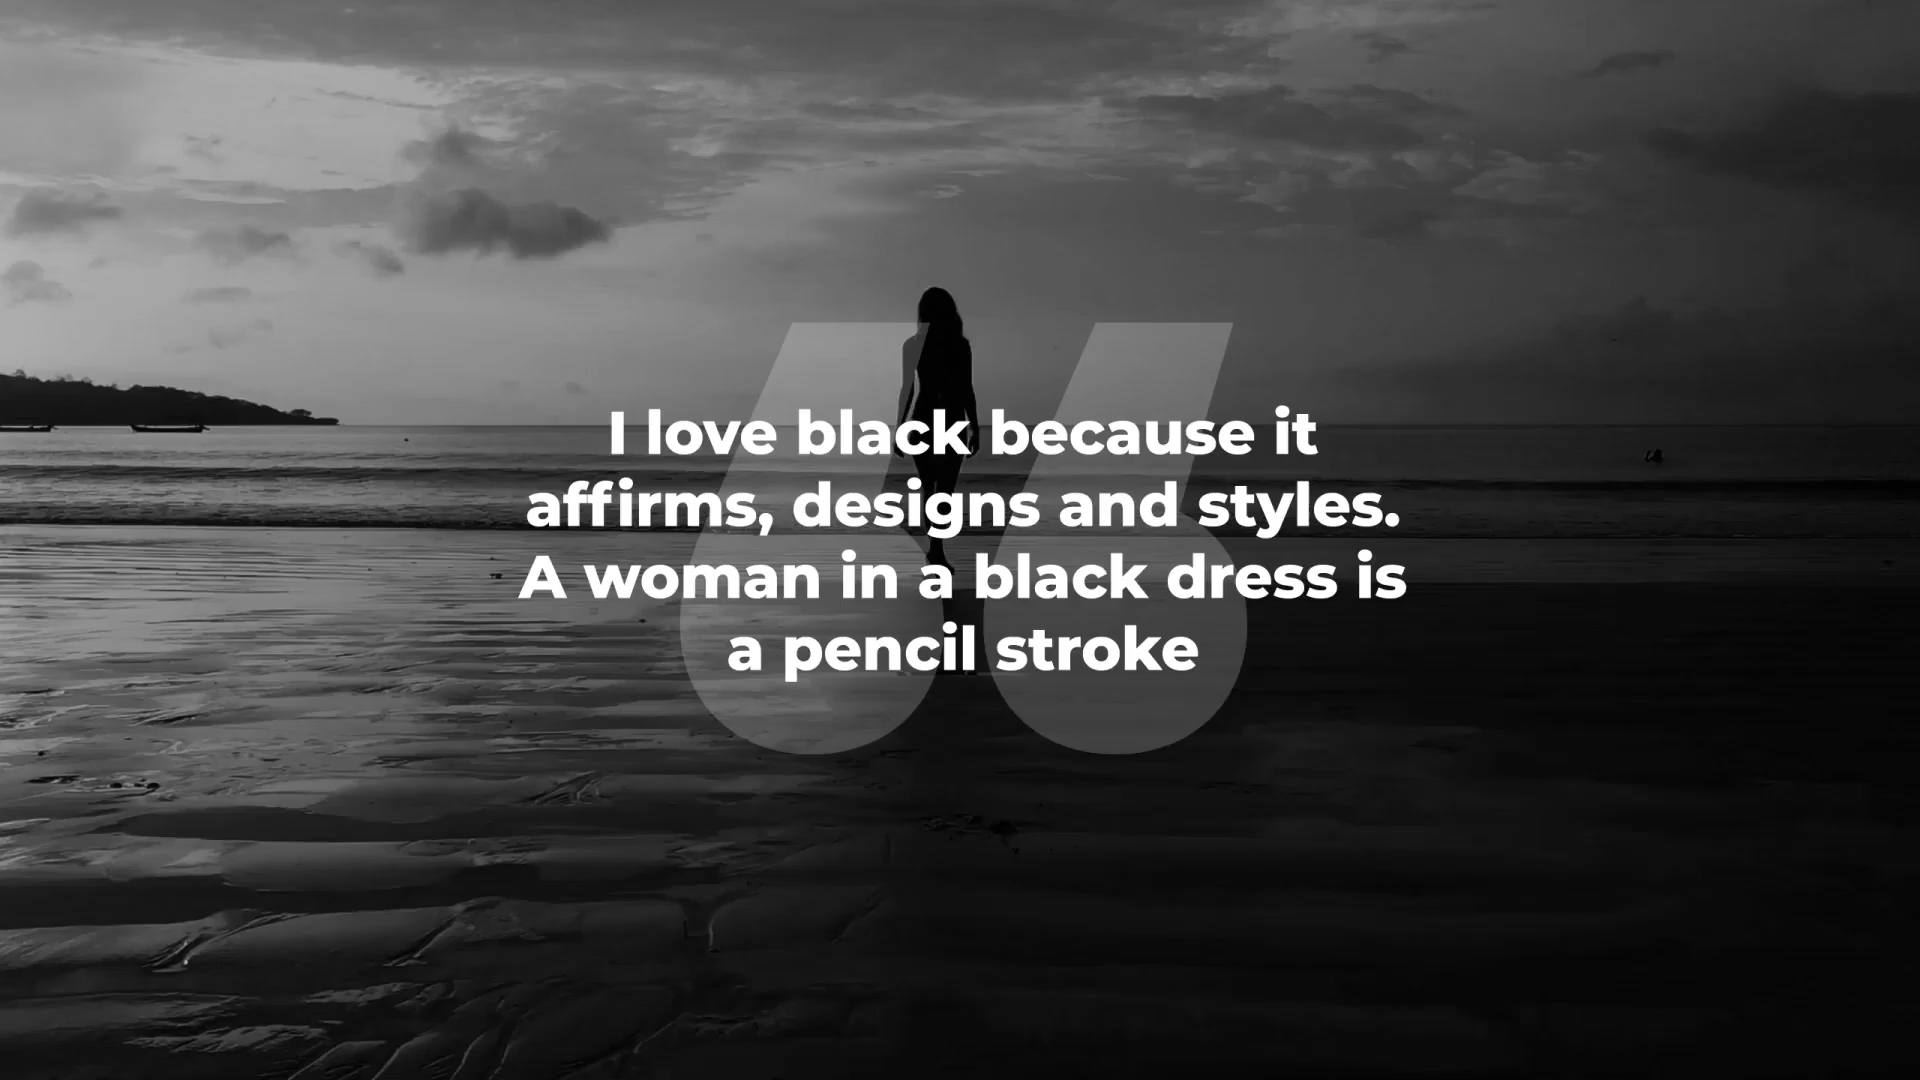 I love black because it
affirms, designs and styles.
A woman in a black dress is
a pencil stroke